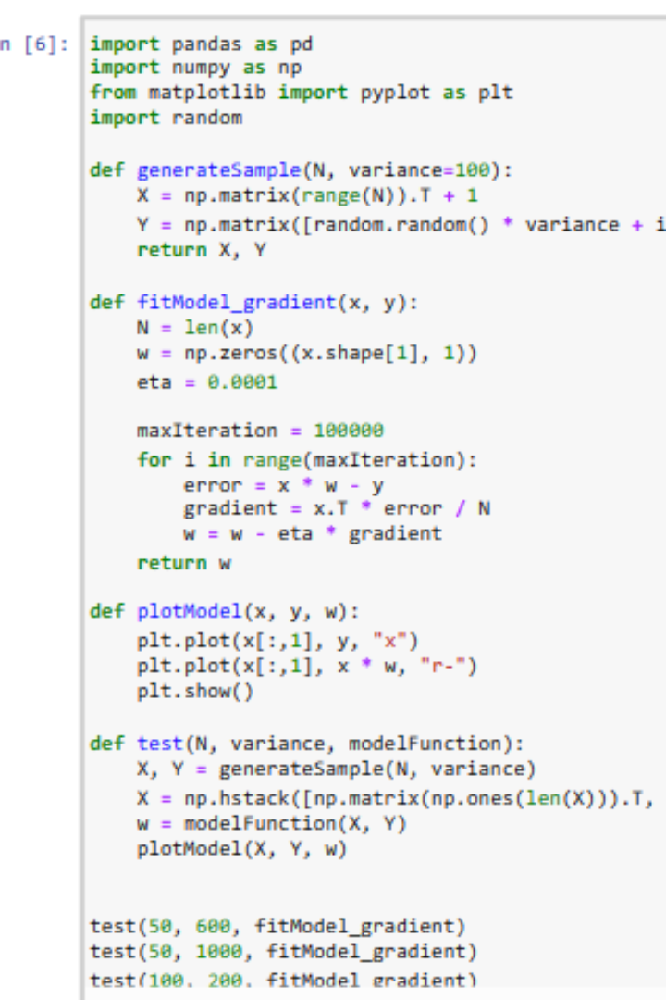 n [6]:
import pandas as pd
import numpy as np
from matplotlib import pyplot as plt
import random
def generateSample(N, variance=100):
    X = np.matrix(range(N)).T + 1
    Y = np.matrix([random.random() * variance + i
    return X, Y
def fitModel_gradient(x, y):
    N = len(x)
    w = np.zeros((x.shape[1], 1))
    eta = 0.0001
    maxIteration = 100000
    for i in range(maxIteration):
        error = x * w - y
        gradient = x.T * error / N
        w = w - eta * gradient
    return w
def plotModel(x, y, w):
    plt.plot(x[:,1], y, "x")
    plt.plot(x[:,1], x * w, "r-")
    plt.show()
def test(N, variance, modelFunction):
    X, Y = generateSample(N, variance)
    X = np.hstack([np.matrix(np.ones(len(X))).T,
    w = modelFunction(X, Y)
    plotModel(X, Y, w)
test(50, 600, fitModel_gradient)
test(50, 1000, fitModel_gradient)
test(100, 200, fitModel_gradient)